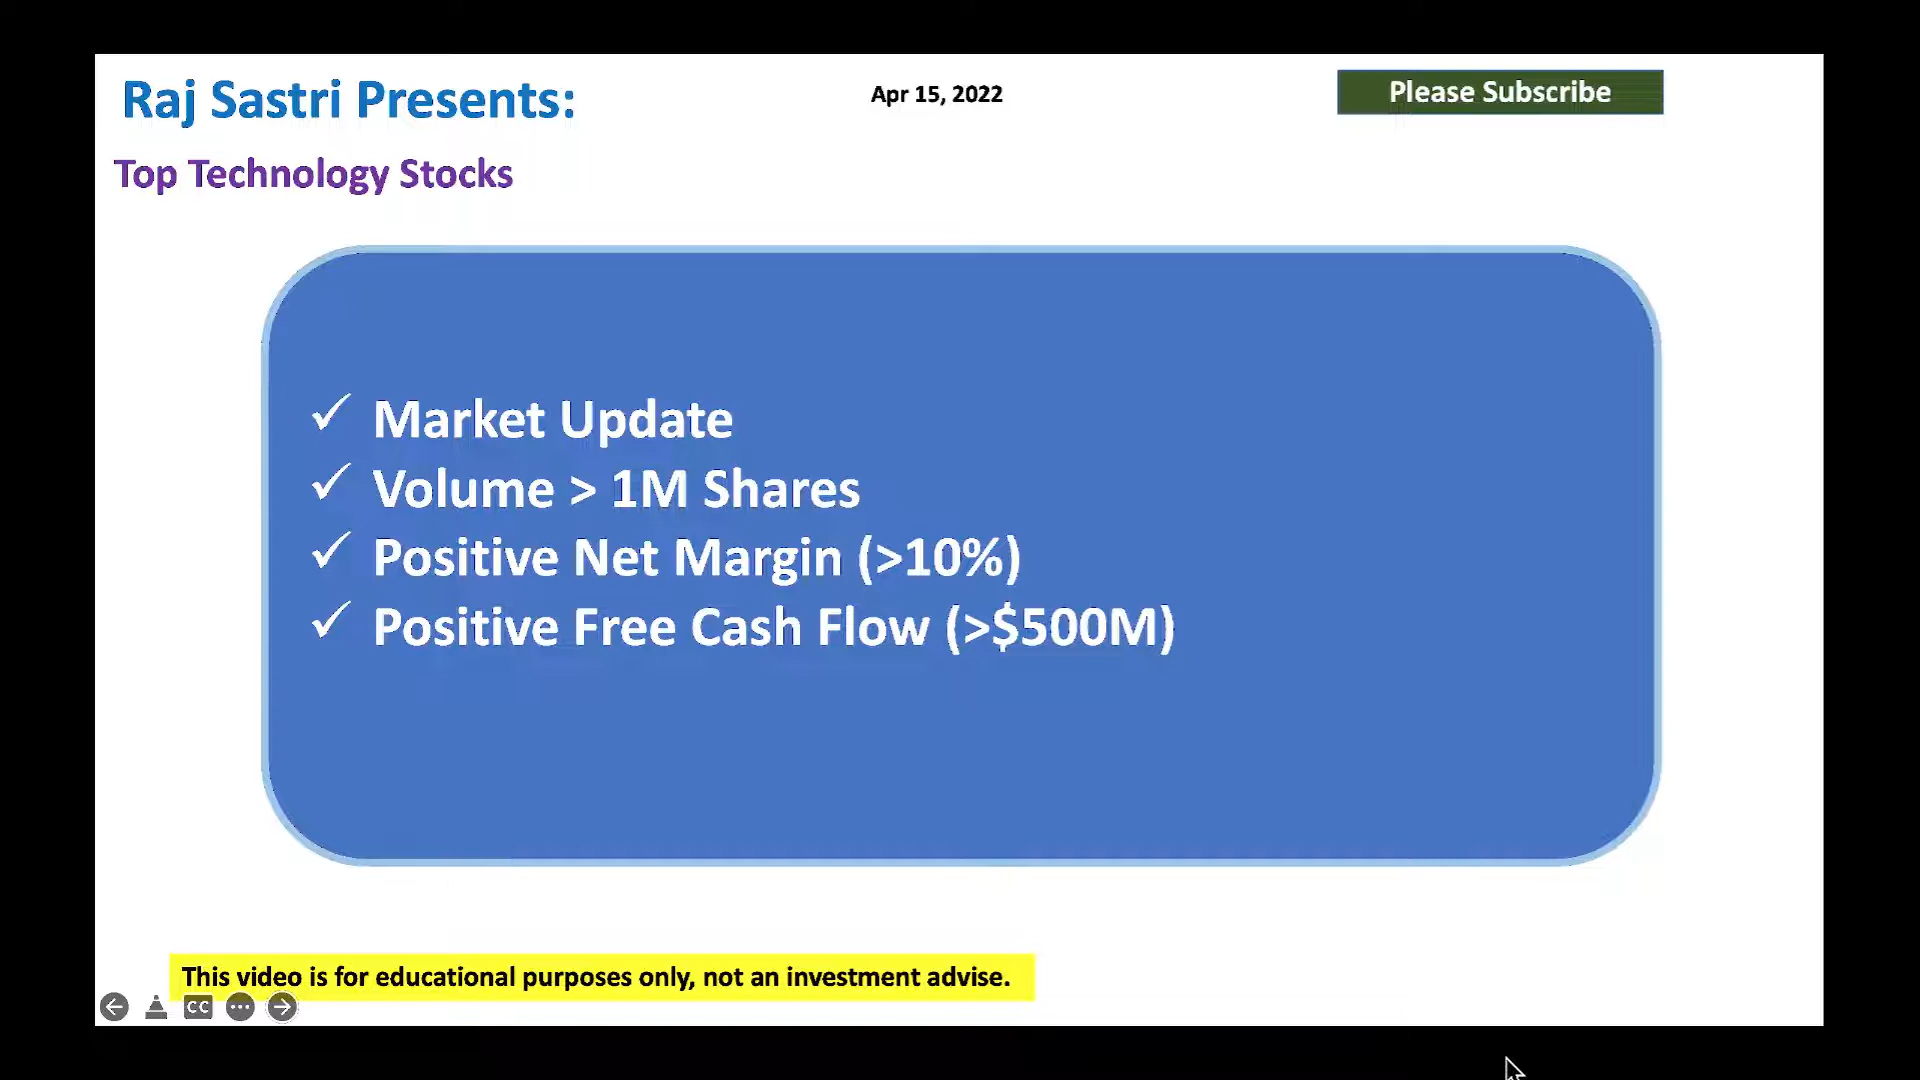 Raj Sastri Presents:
Apr 15, 2022
Please Subscribe
Top Technology Stocks
✓ Market Update
✓ Volume > 1M Shares
✓ Positive Net Margin (>10%)
✓ Positive Free Cash Flow (>$500M)
This video is for educational purposes only, not an investment advise.
CC